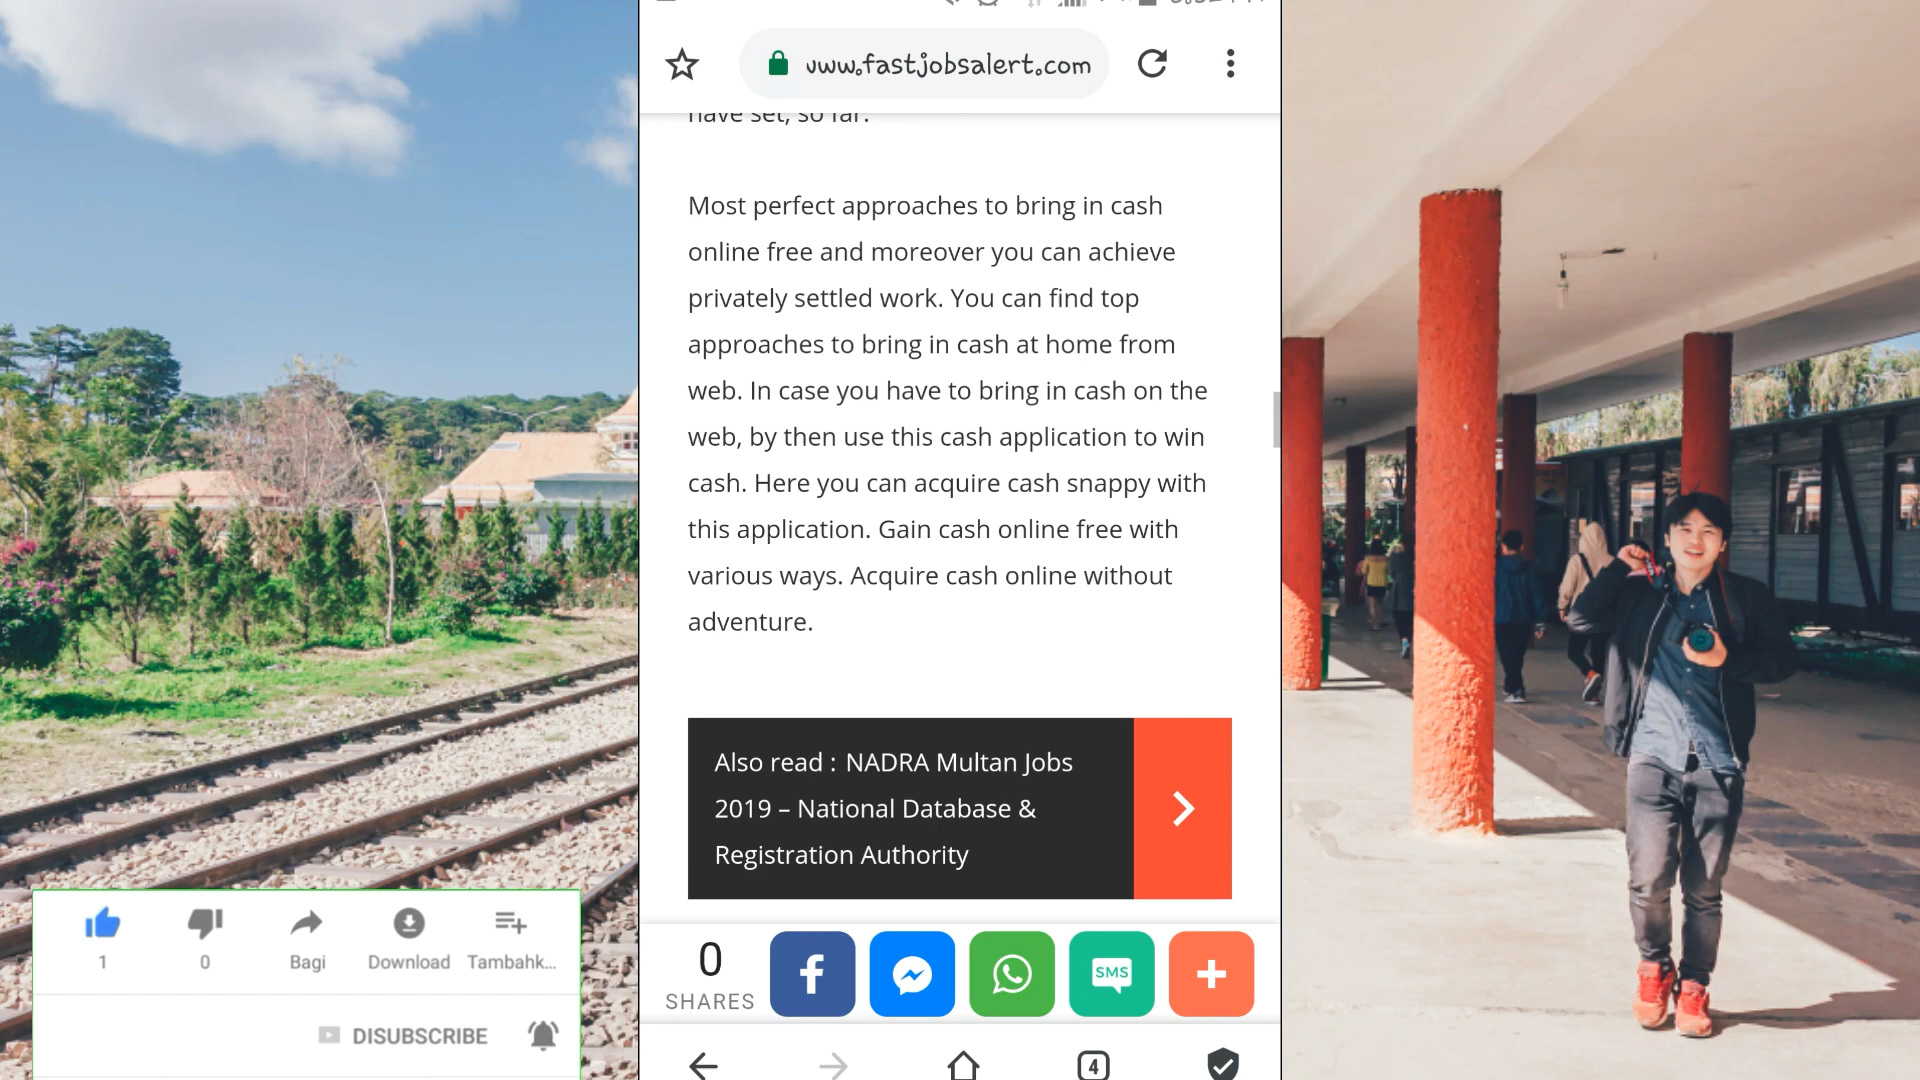 www.fastjobsalert.com
have set, so far.
Most perfect approaches to bring in cash
online free and moreover you can achieve
privately settled work. You can find top
approaches to bring in cash at home from
web. In case you have to bring in cash on the
web, by then use this cash application to win
cash. Here you can acquire cash snappy with
this application. Gain cash online free with
various ways. Acquire cash online without
adventure.
Also read : NADRA Multan Jobs
2019 – National Database &
Registration Authority
0
SHARES
SMS
4
1
0
Bagi
Download
Tambahk...
DISUBSCRIBE